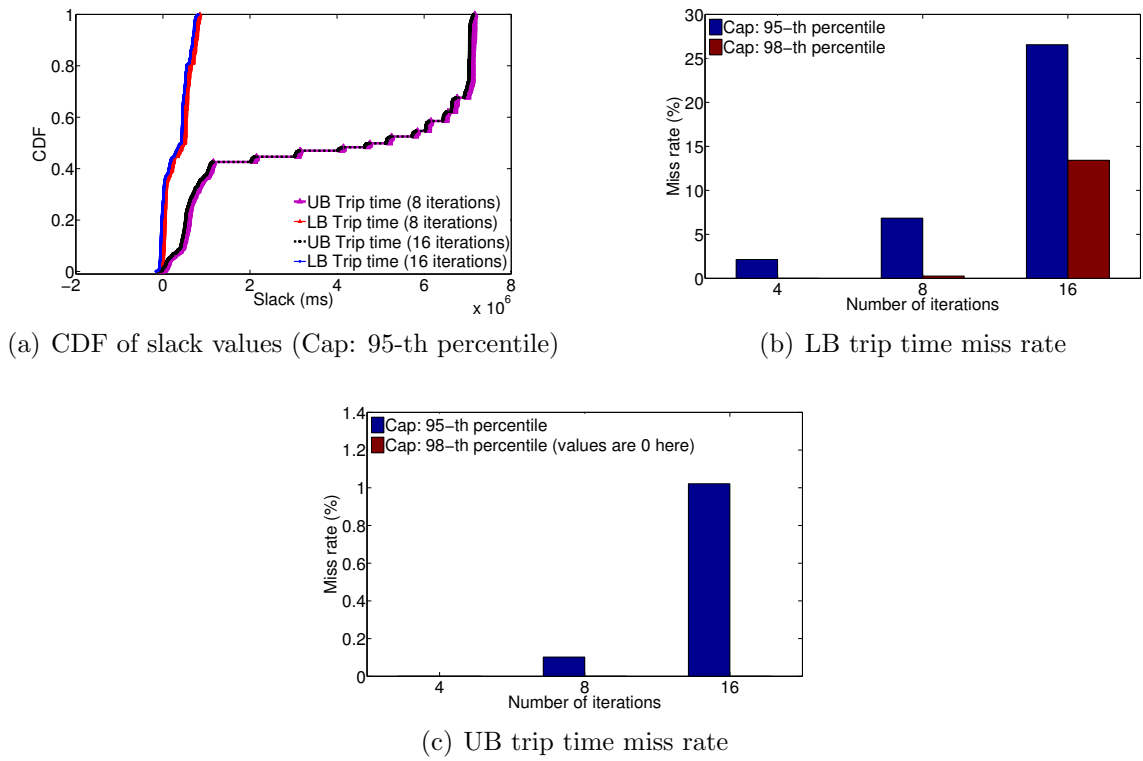 1
0.8
0.6
0.4
0.2
0
CDF
−2
0
2
4
6
8
Slack (ms)
x 10^6
UB Trip time (8 iterations)
LB Trip time (8 iterations)
UB Trip time (16 iterations)
LB Trip time (16 iterations)
(a) CDF of slack values (Cap: 95-th percentile)
30
25
20
15
10
5
0
Miss rate (%)
Cap: 95−th percentile
Cap: 98−th percentile
4
8
16
Number of iterations
(b) LB trip time miss rate
1.4
1.2
1
0.8
0.6
0.4
0.2
0
Miss rate (%)
Cap: 95−th percentile
Cap: 98−th percentile (values are 0 here)
4
8
16
Number of iterations
(c) UB trip time miss rate